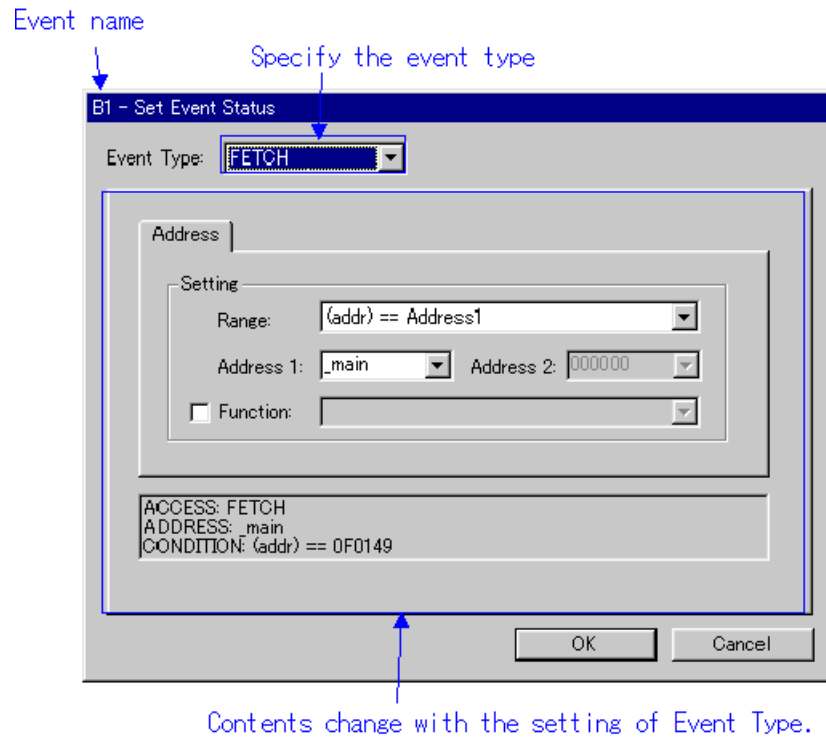 Event name
Specify the event type
B1 - Set Event Status
Event Type: FETCH
Address
Setting
Range: (addr) == Address1
Address 1: _main Address 2: 000000
Function:
ACCESS: FETCH
ADDRESS: _main
CONDITION: (addr) == 0F0149
OK Cancel
Contents change with the setting of Event Type.